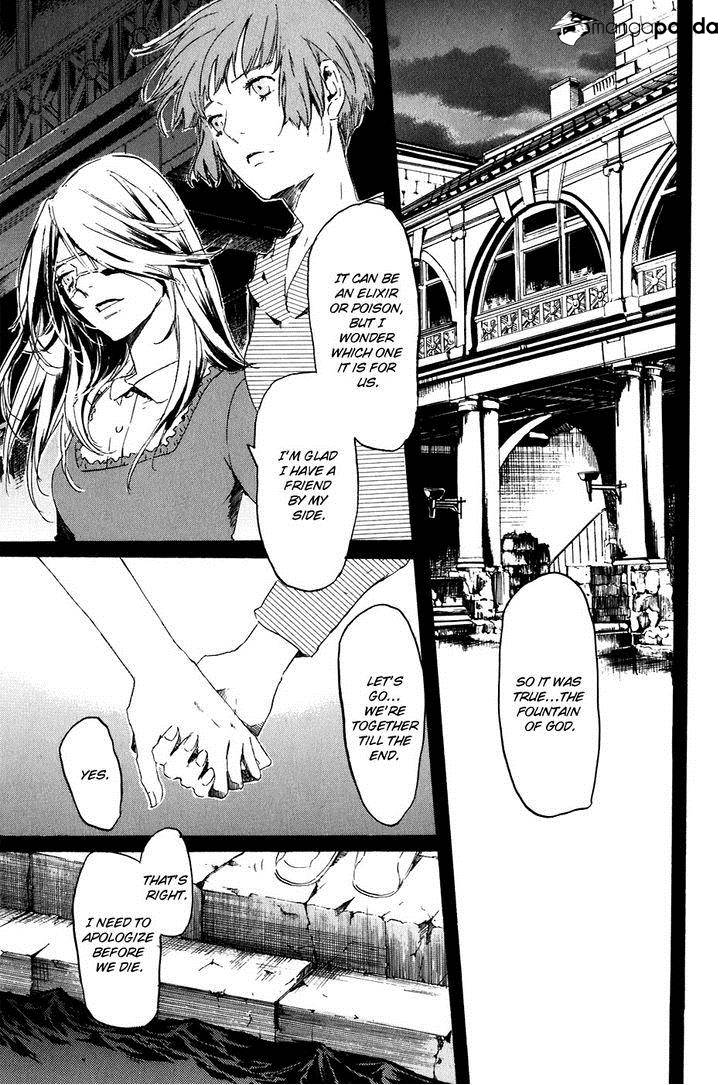 mangapanda
SO IT WAS
TRUE...THE
FOUNTAIN
OF GOD.
IT CAN BE
AN ELIXIR
OR POISON,
BUT I
WONDER
WHICH ONE
IT IS FOR
US.
I'M GLAD
I HAVE A
FRIEND
BY MY
SIDE.
LET'S
GO...
WE'RE
TOGETHER
TILL THE
END.
YES.
THAT'S
RIGHT.
I NEED TO
APOLOGIZE
BEFORE
WE DIE.